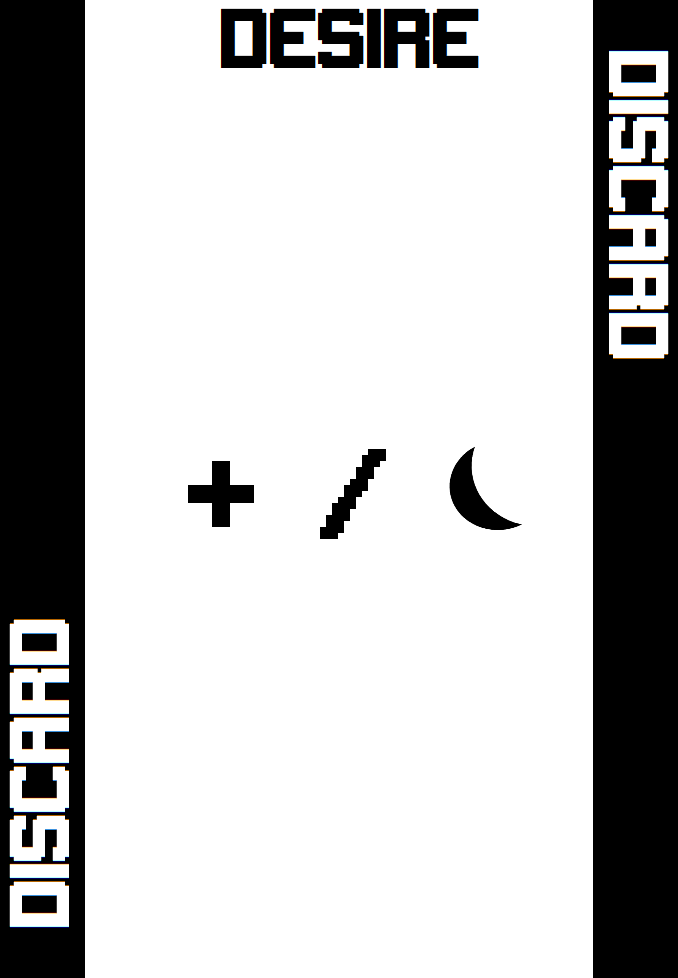 DESIRE
DISCARD
+ / ☾
DISCARD